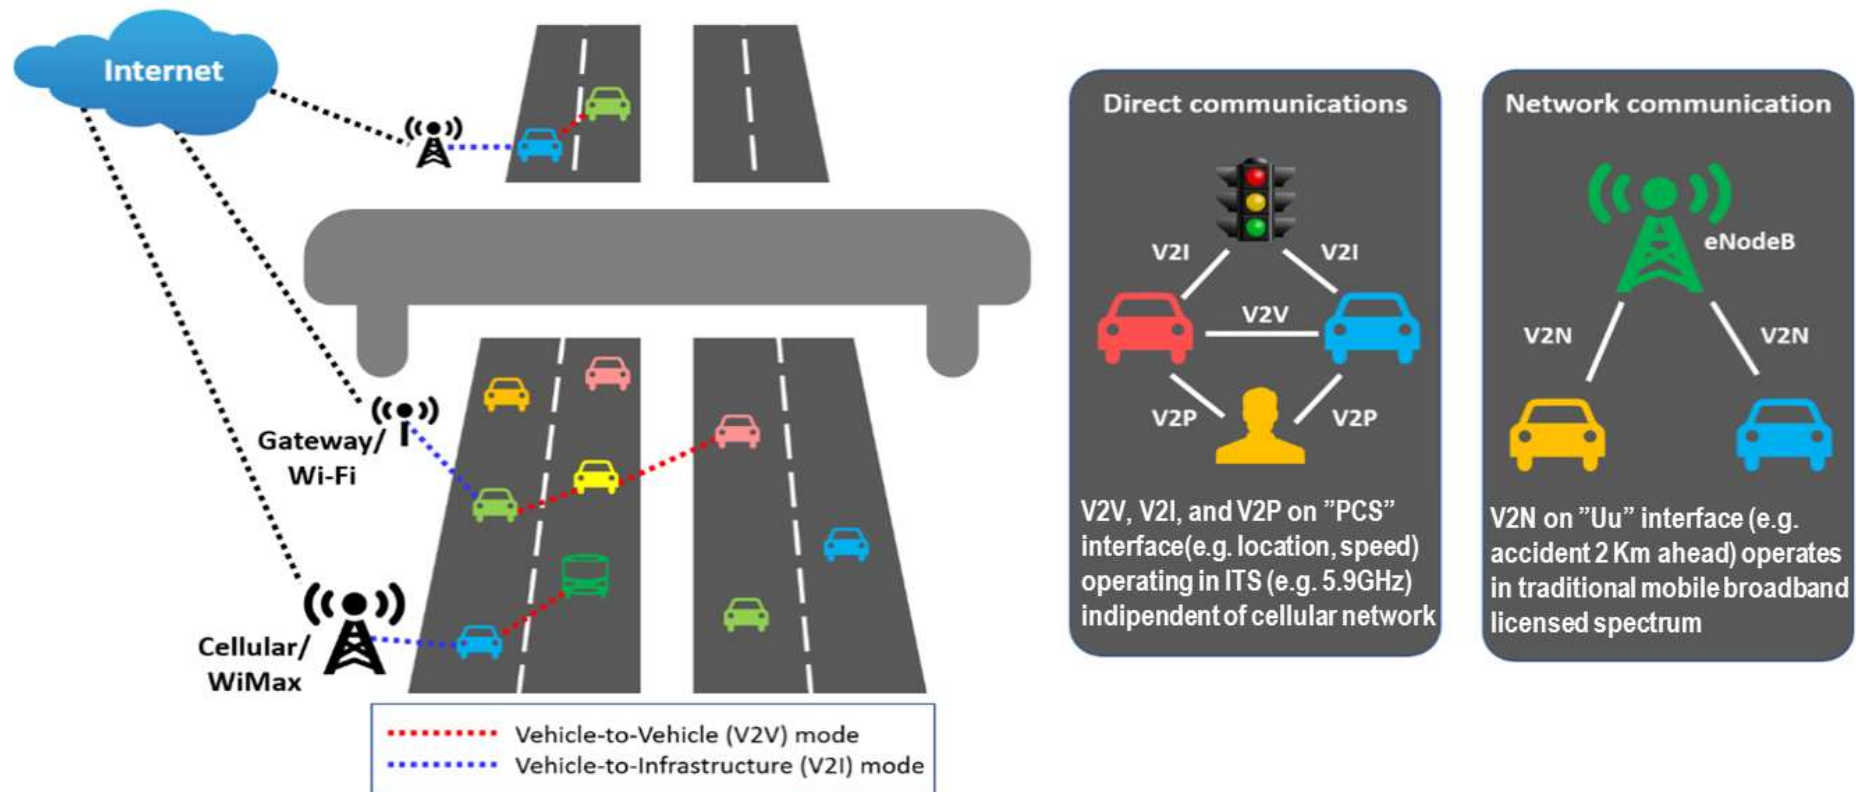 Internet
Gateway/
Wi-Fi
Cellular/
WiMax
Vehicle-to-Vehicle (V2V) mode
Vehicle-to-Infrastructure (V2I) mode
Direct communications
V2I
V2I
V2V
V2P
V2P
V2V, V2I, and V2P on ”PCS”
interface(e.g. location, speed)
operating in ITS (e.g. 5.9GHz)
indipendent of cellular network
Network communication
eNodeB
V2N
V2N
V2N on ”Uu” interface (e.g.
accident 2 Km ahead) operates
in traditional mobile broadband
licensed spectrum